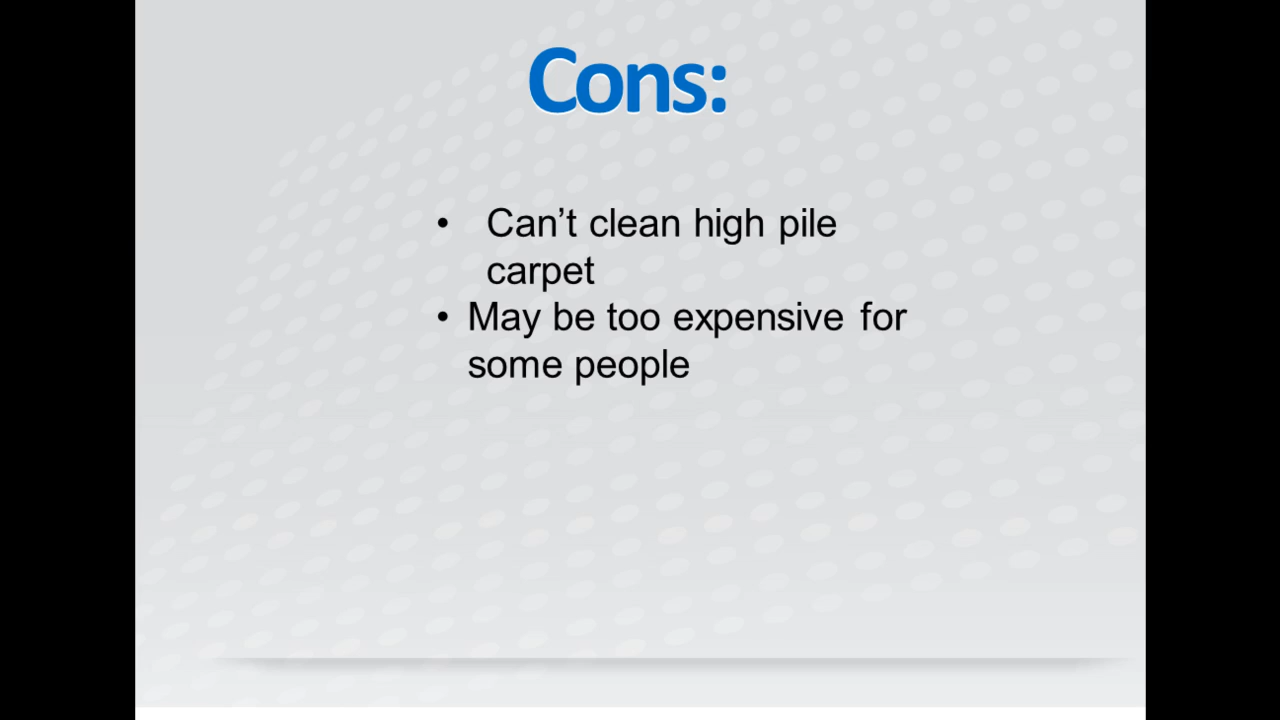 Cons:
• Can’t clean high pile
carpet
• May be too expensive for
some people